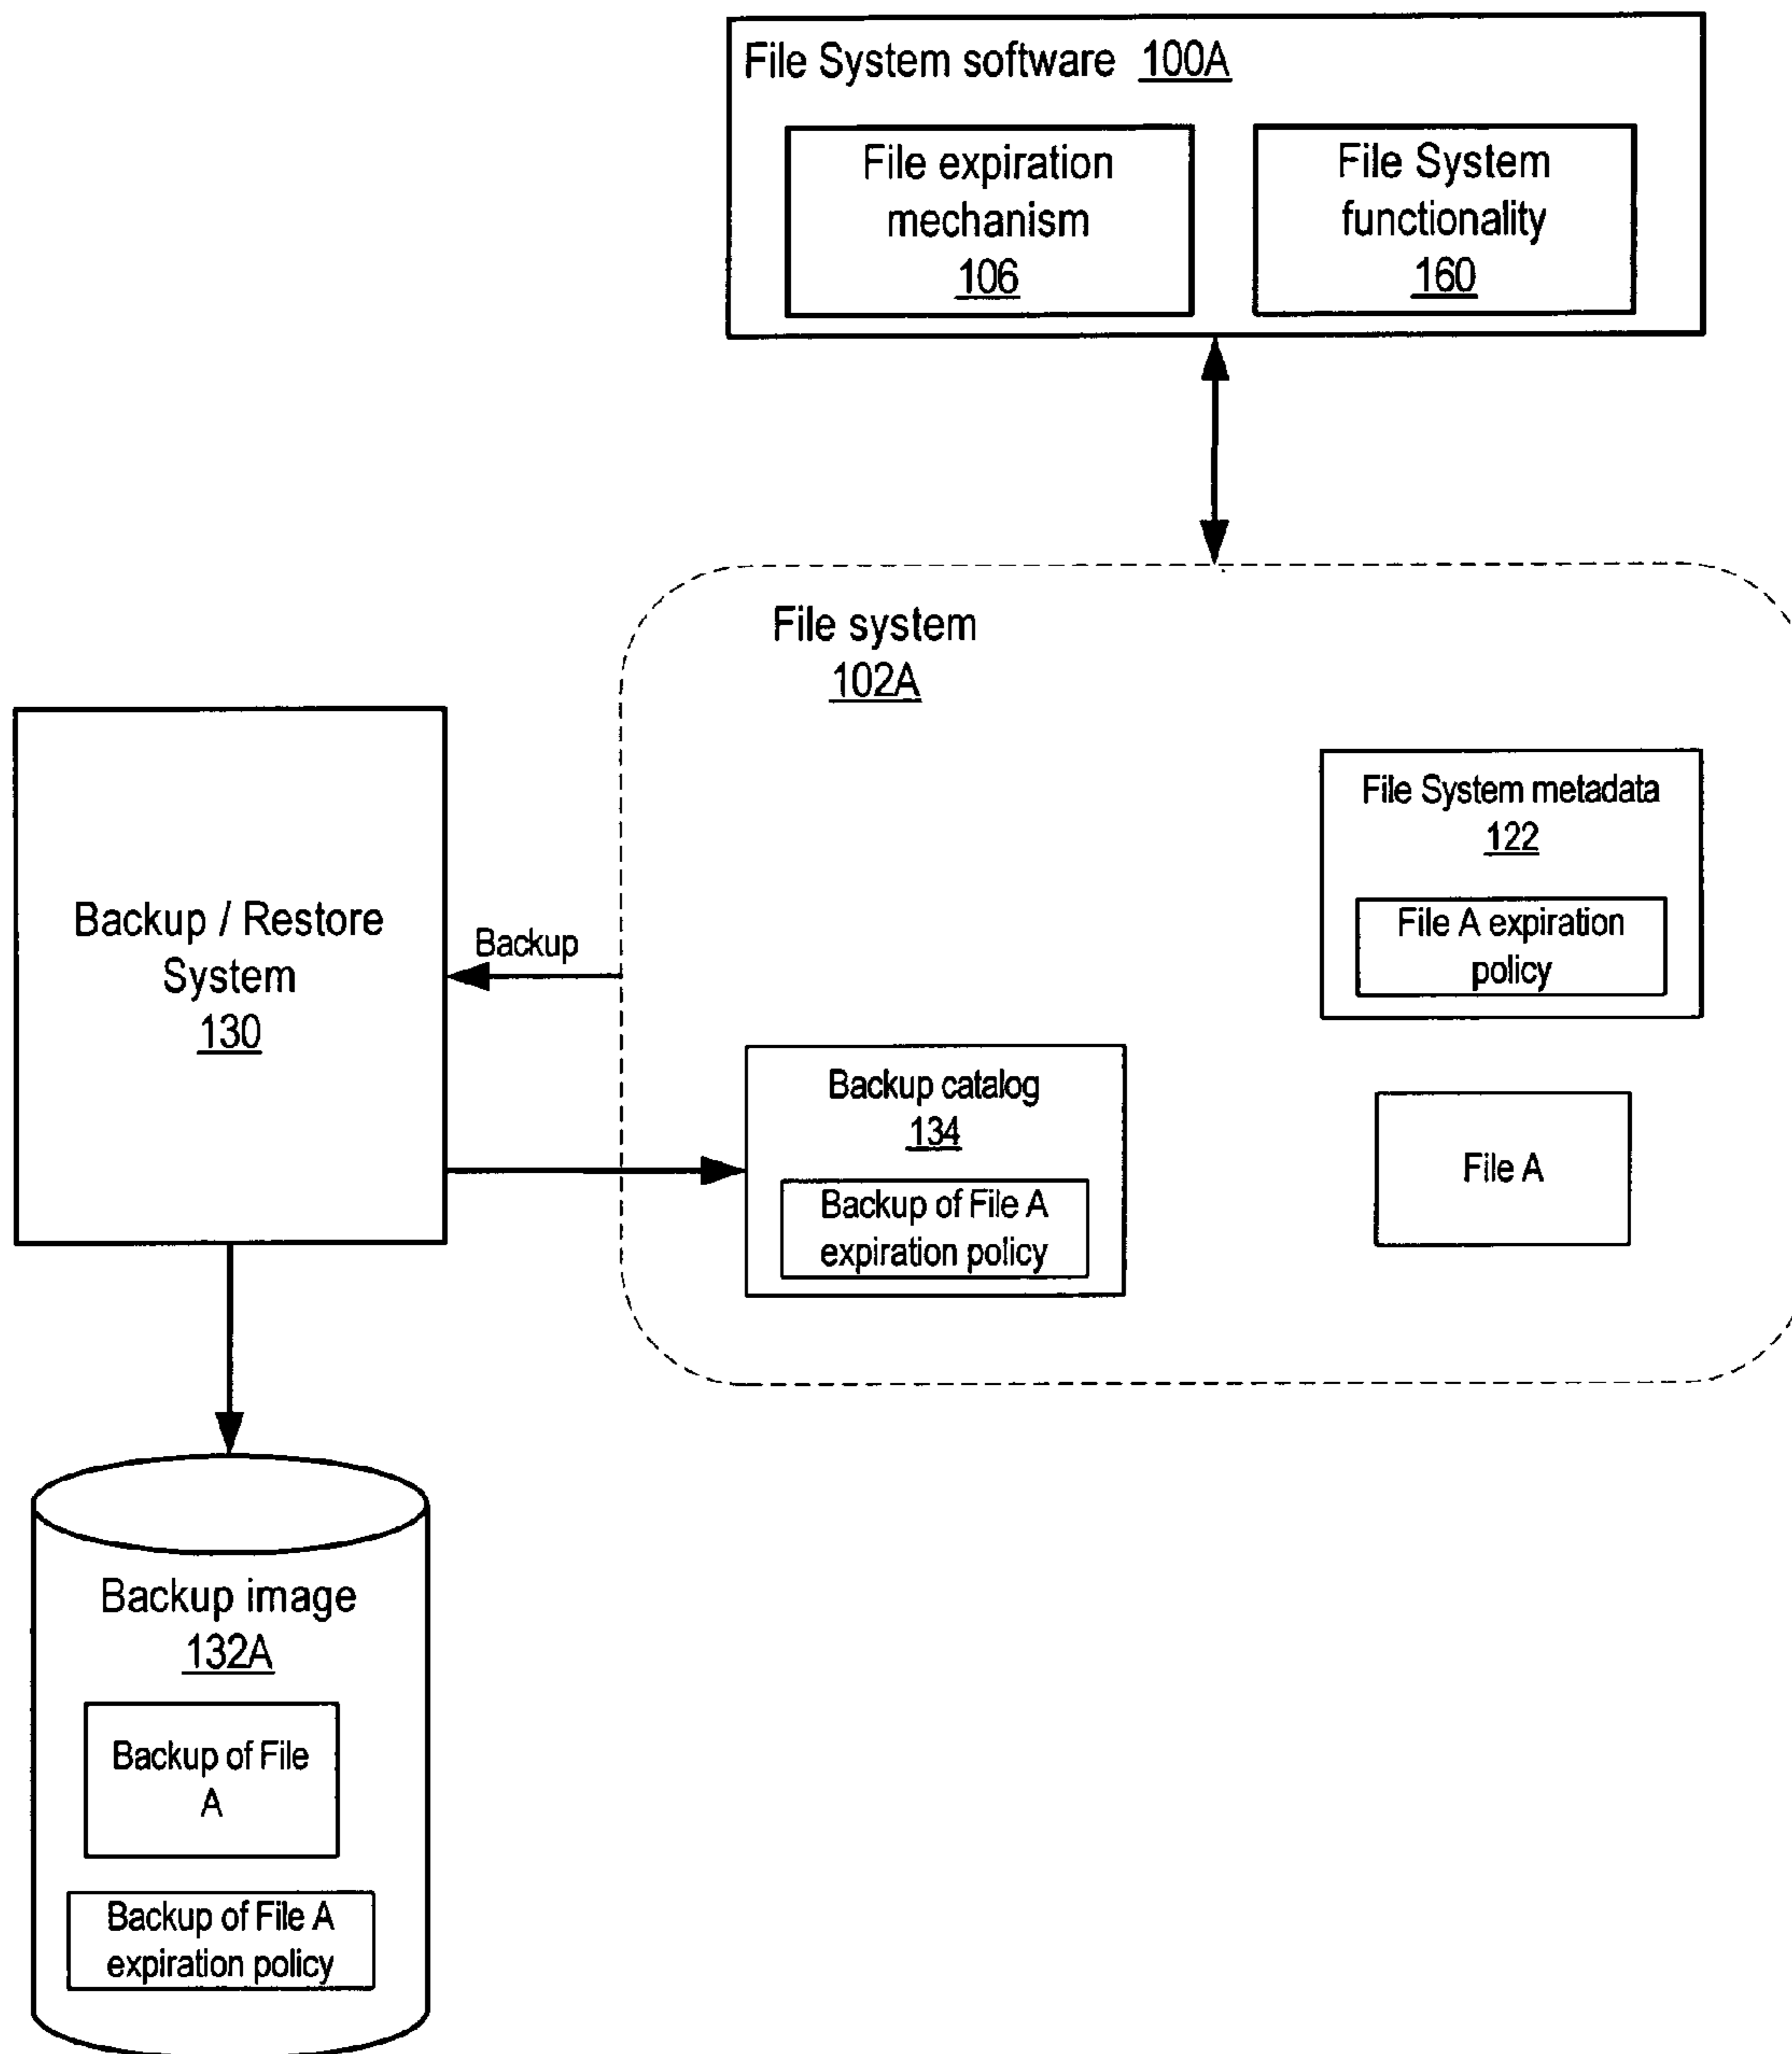 File System software 100A
File expiration
mechanism
106
File System
functionality
160
File system
102A
File System metadata
122
File A expiration
policy
Backup / Restore
System
130
Backup
Backup catalog
134
Backup of File A
expiration policy
File A
Backup image
132A
Backup of File
A
Backup of File A
expiration policy